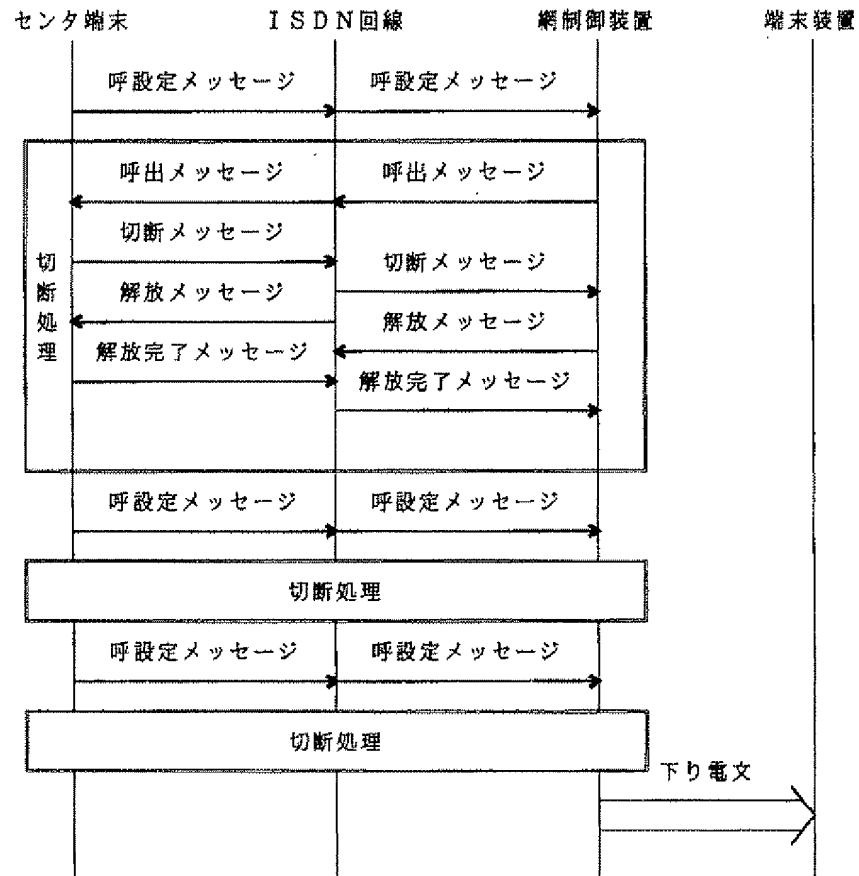 センタ端末 ＩＳＤＮ回線 網制御装置 端末装置
呼設定メッセージ 呼設定メッセージ
呼出メッセージ 呼出メッセージ
切断メッセージ
切断メッセージ
解放メッセージ
解放メッセージ
解放完了メッセージ
解放完了メッセージ
切断処理
呼設定メッセージ 呼設定メッセージ
切断処理
呼設定メッセージ 呼設定メッセージ
切断処理
下り電文